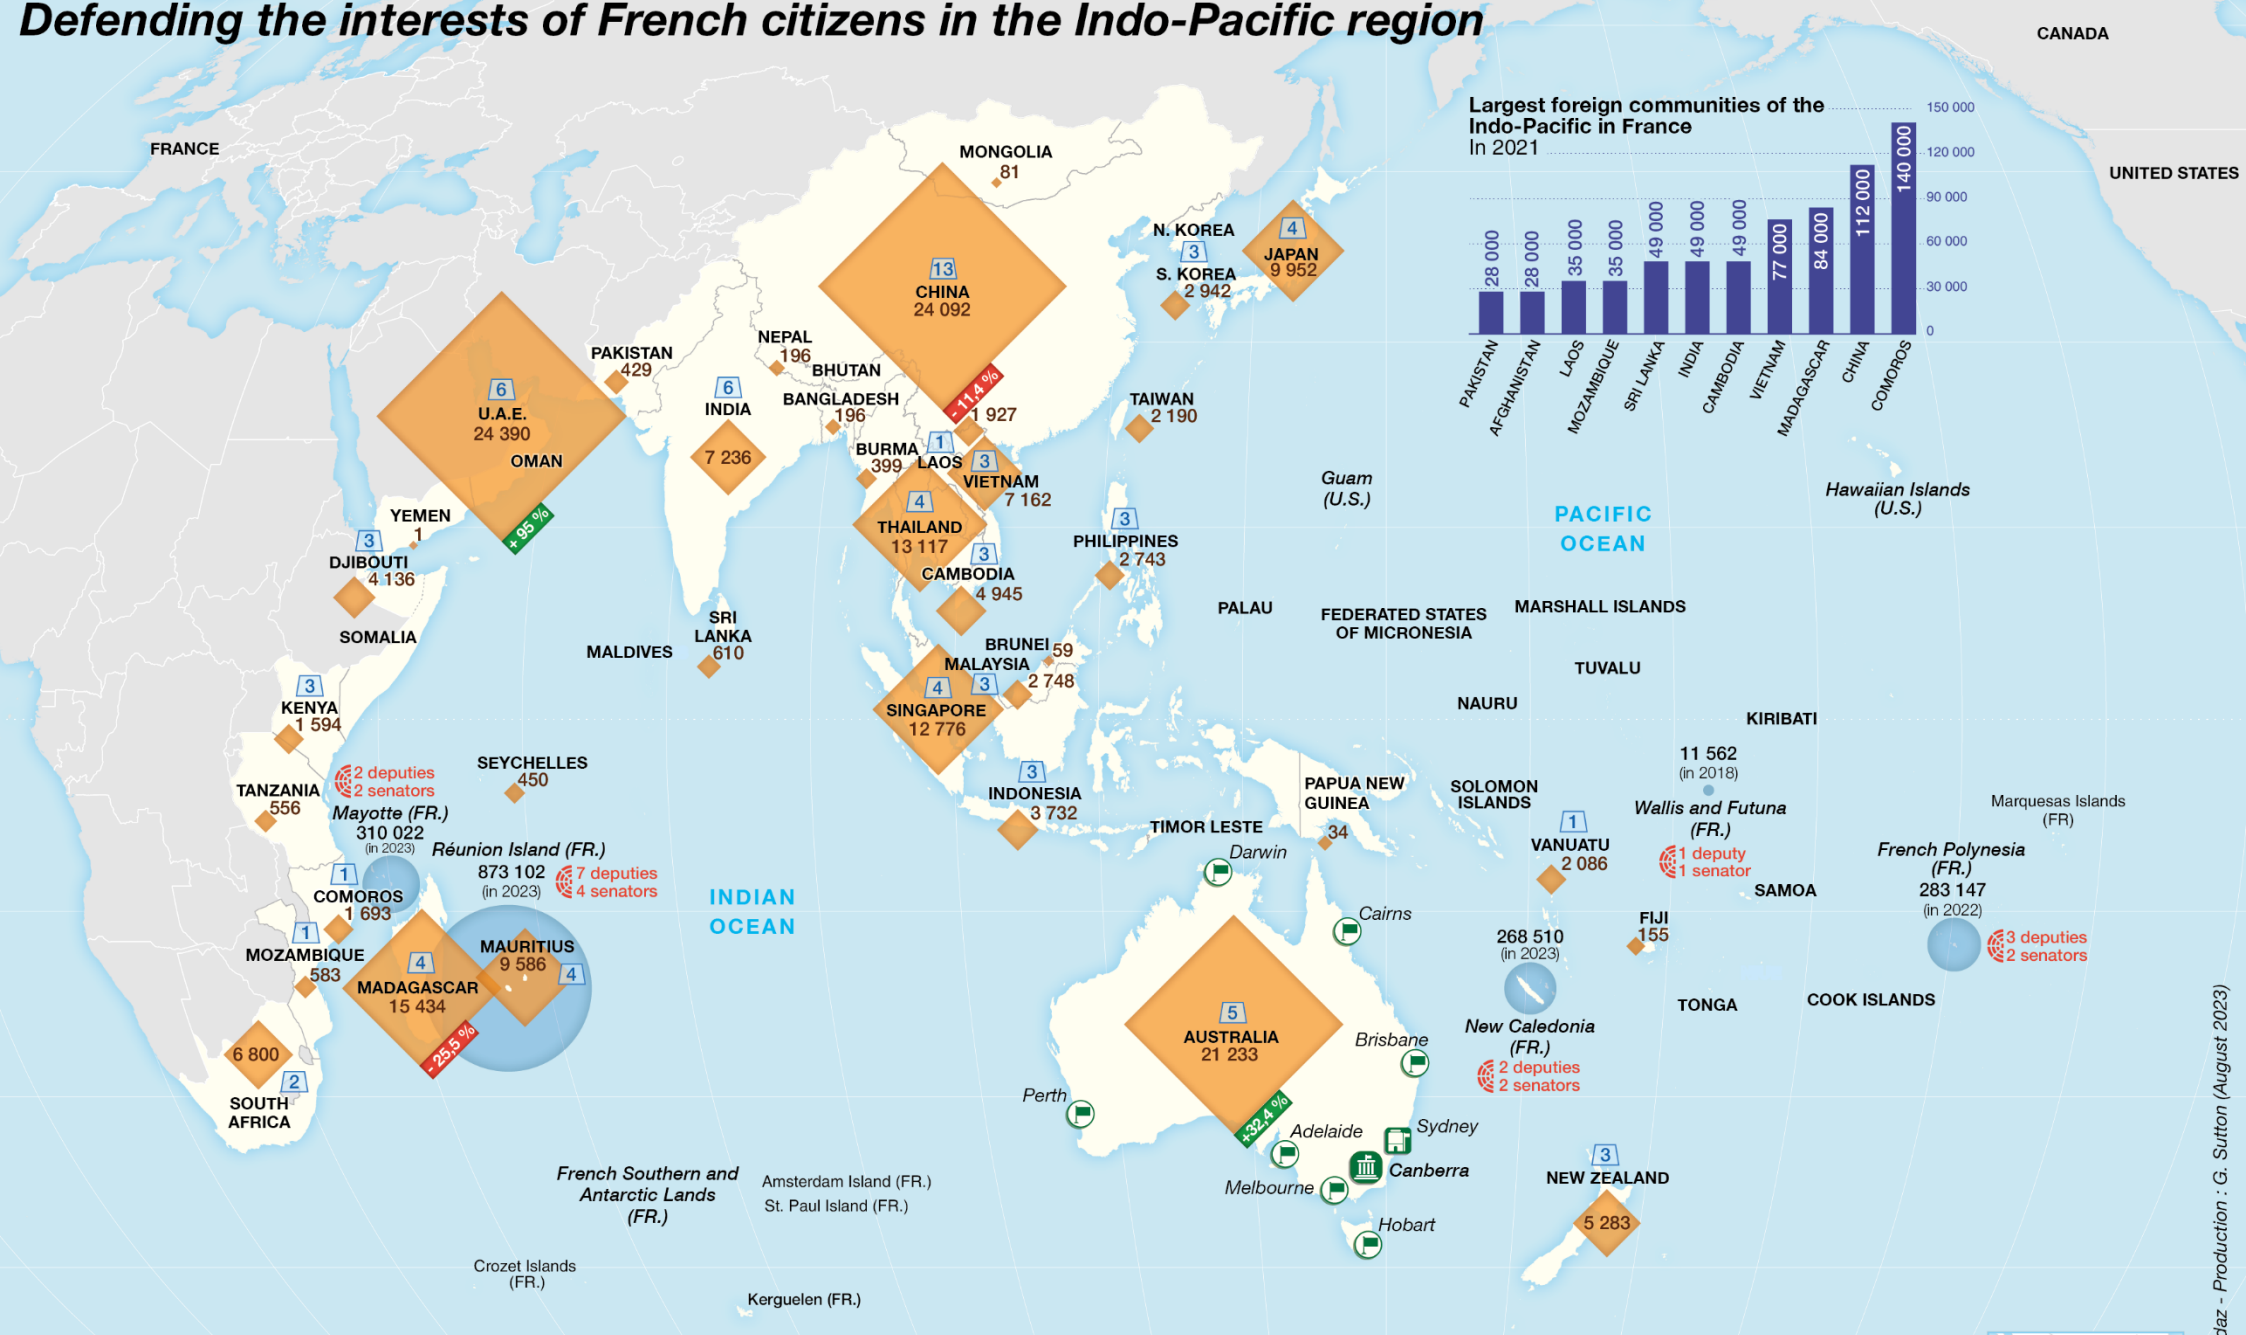 Defending the interests of French citizens in the Indo-Pacific region
CANADA
FRANCE
UNITED STATES
Largest foreign communities of the
Indo-Pacific in France
In 2021
150 000
120 000
90 000
60 000
30 000
0
28 000
28 000
35 000
35 000
49 000
49 000
49 000
77 000
84 000
112 000
140 000
PAKISTAN
AFGHANISTAN
LAOS
MOZAMBIQUE
SRI LANKA
INDIA
CAMBODIA
VIETNAM
MADAGASCAR
CHINA
COMOROS
MONGOLIA
81
13
CHINA
24 092
- 11,4 %
N. KOREA
3
S. KOREA
2 942
4
JAPAN
9 952
6
U.A.E.
24 390
OMAN
+ 95 %
PAKISTAN
429
NEPAL
196
BHUTAN
6
INDIA
7 236
BANGLADESH
196
BURMA
399
1 927
1
LAOS
3
VIETNAM
7 162
TAIWAN
2 190
4
THAILAND
13 117
3
CAMBODIA
4 945
3
PHILIPPINES
2 743
Guam
(U.S.)
PACIFIC
OCEAN
Hawaiian Islands
(U.S.)
YEMEN
1
3
DJIBOUTI
4 136
SOMALIA
MALDIVES
SRI
LANKA
610
BRUNEI
59
MALAYSIA
3
2 748
4
SINGAPORE
12 776
PALAU
FEDERATED STATES
OF MICRONESIA
MARSHALL ISLANDS
TUVALU
NAURU
KIRIBATI
3
KENYA
1 594
TANZANIA
556
2 deputies
2 senators
Mayotte (FR.)
310 022
(in 2023)
SEYCHELLES
450
Réunion Island (FR.)
873 102
(in 2023)
7 deputies
4 senators
1
COMOROS
1 693
1
MOZAMBIQUE
583
4
MADAGASCAR
15 434
- 25,5 %
MAURITIUS
9 586
4
6 800
2
SOUTH
AFRICA
INDIAN
OCEAN
3
INDONESIA
3 732
TIMOR LESTE
PAPUA NEW
GUINEA
34
SOLOMON
ISLANDS
11 562
(in 2018)
Wallis and Futuna
(FR.)
1 deputy
1 senator
1
VANUATU
2 086
Marquesas Islands
(FR)
French Polynesia
(FR.)
283 147
(in 2022)
3 deputies
2 senators
SAMOA
FIJI
155
268 510
(in 2023)
New Caledonia
(FR.)
2 deputies
2 senators
TONGA
COOK ISLANDS
Darwin
Cairns
5
AUSTRALIA
21 233
+32,4 %
Brisbane
Perth
Adelaide
Sydney
Canberra
Melbourne
Hobart
3
NEW ZEALAND
5 283
French Southern and
Antarctic Lands
(FR.)
Amsterdam Island (FR.)
St. Paul Island (FR.)
Crozet Islands
(FR.)
Kerguelen (FR.)
daz - Production : G. Sutton (August 2023)